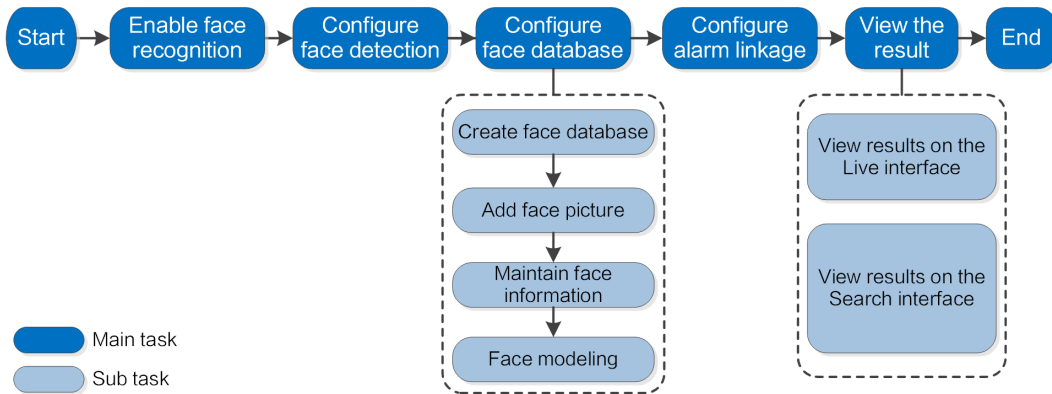 Start
Enable face
recognition
Configure
face detection
Configure
face database
Configure
alarm linkage
View the
result
End
Create face database
Add face picture
Maintain face
information
Face modeling
View results on the
Live interface
View results on the
Search interface
Main task
Sub task